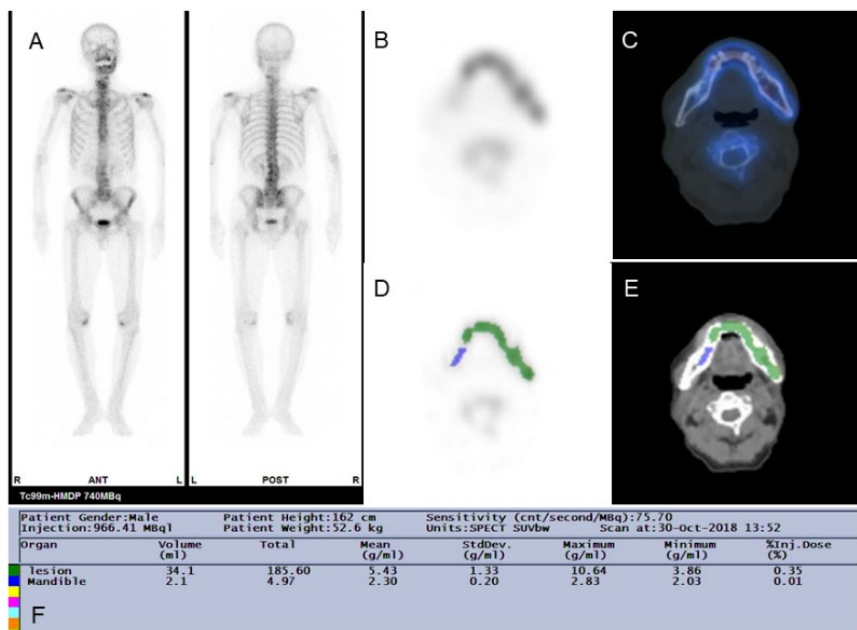 A
B
C
D
E
R ANT L
L POST R
Tc99m-HMDP 740MBq
Patient Gender:Male Patient Height:162 cm Sensitivity (cnt/second/MBq):75.70
Injection:966.41 MBql Patient Weight:52.6 kg Units:SPECT SUVbw Scan at:30-Oct-2018 13:52
Organ Volume Total Mean StdDev. Maximum Minimum %Inj.Dose
(ml) (g/ml) (g/ml) (g/ml) (g/ml) (%)
lesion 34.1 185.60 5.43 1.33 10.64 3.86 0.35
Mandible 2.1 4.97 2.30 0.20 2.83 2.03 0.01
F